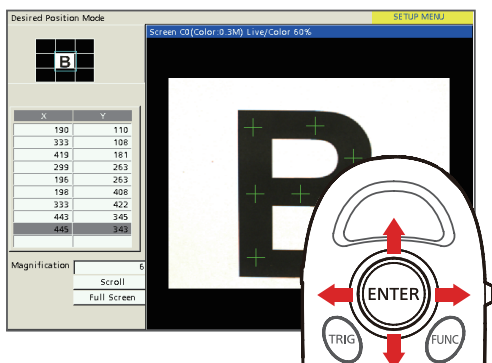 Desired Position Mode
SETUP MENU
Screen C0(Color:0.3M) Live/Color 60%
B
X Y
190 110
333 108
419 181
299 263
196 263
198 408
333 422
443 345
445 343
Magnification 6
Scroll
Full Screen
B
ENTER
TRIG
FUNC